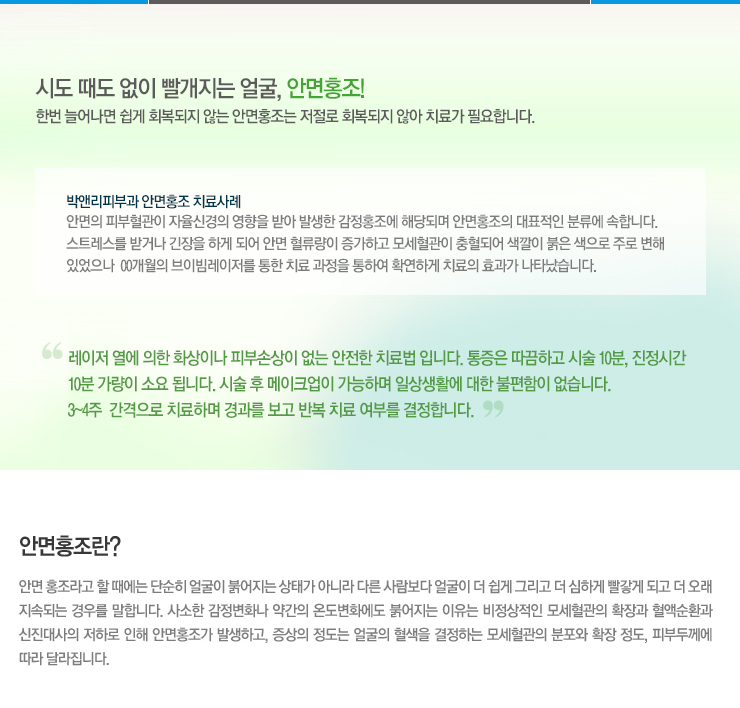 시도 때도 없이 빨개지는 얼굴, 안면홍조!
한번 늘어나면 쉽게 회복되지 않는 안면홍조는 저절로 회복되지 않아 치료가 필요합니다.
박앤리피부과 안면홍조 치료사례
안면의 피부혈관이 자율신경의 영향을 받아 발생한 감정홍조에 해당되며 안면홍조의 대표적인 분류에 속합니다.
스트레스를 받거나 긴장을 하게 되어 안면 혈류량이 증가하고 모세혈관이 충혈되어 색깔이 붉은 색으로 주로 변해
있었으나 00개월의 브이빔레이저를 통한 치료 과정을 통하여 확연하게 치료의 효과가 나타났습니다.
“ 레이저 열에 의한 화상이나 피부손상이 없는 안전한 치료법 입니다. 통증은 따끔하고 시술 10분, 진정시간
10분 가량이 소요 됩니다. 시술 후 메이크업이 가능하며 일상생활에 대한 불편함이 없습니다.
3~4주 간격으로 치료하며 경과를 보고 반복 치료 여부를 결정합니다. ”
안면홍조란?
안면 홍조라고 할 때에는 단순히 얼굴이 붉어지는 상태가 아니라 다른 사람보다 얼굴이 더 쉽게 그리고 더 심하게 빨갛게 되고 더 오래
지속되는 경우를 말합니다. 사소한 감정변화나 약간의 온도변화에도 붉어지는 이유는 비정상적인 모세혈관의 확장과 혈액순환과
신진대사의 저하로 인해 안면홍조가 발생하고, 증상의 정도는 얼굴의 혈색을 결정하는 모세혈관의 분포와 확장 정도, 피부두께에
따라 달라집니다.